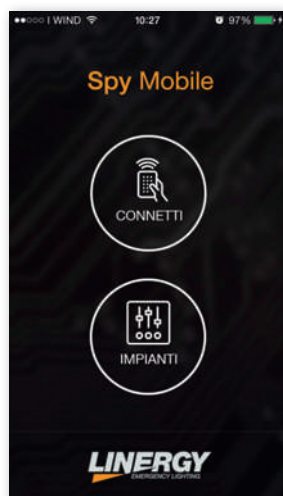 I WIND 10:27 97%
Spy Mobile
CONNETTI
IMPIANTI
LINERGY
EMERGENCY LIGHTING